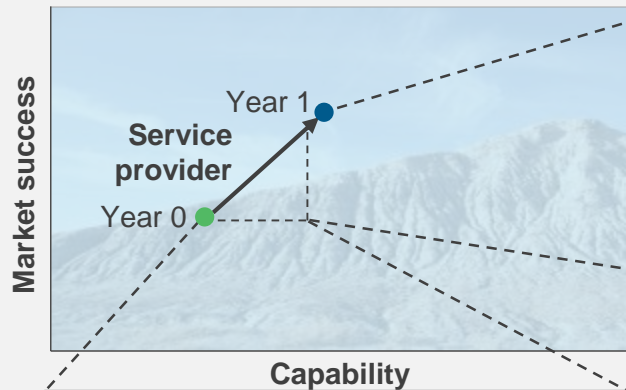 Market success
Year 1
Service
provider
Year 0
Capability